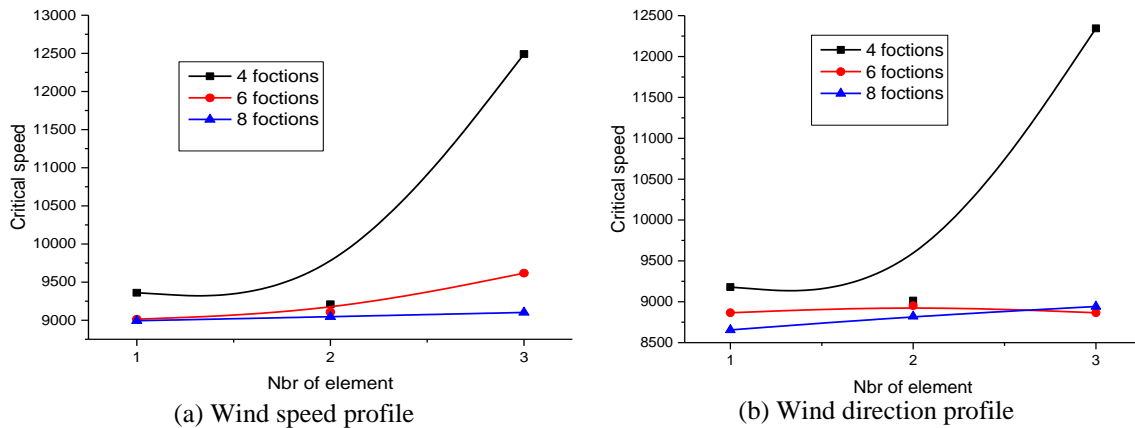 13000
12500
12000
11500
11000
10500
10000
9500
9000
Critical speed
4 foctions
6 foctions
8 foctions
1 2 3
Nbr of element
(a) Wind speed profile
12500
12000
11500
11000
10500
10000
9500
9000
8500
Critical speed
4 foctions
6 foctions
8 foctions
1 2 3
Nbr of element
(b) Wind direction profile